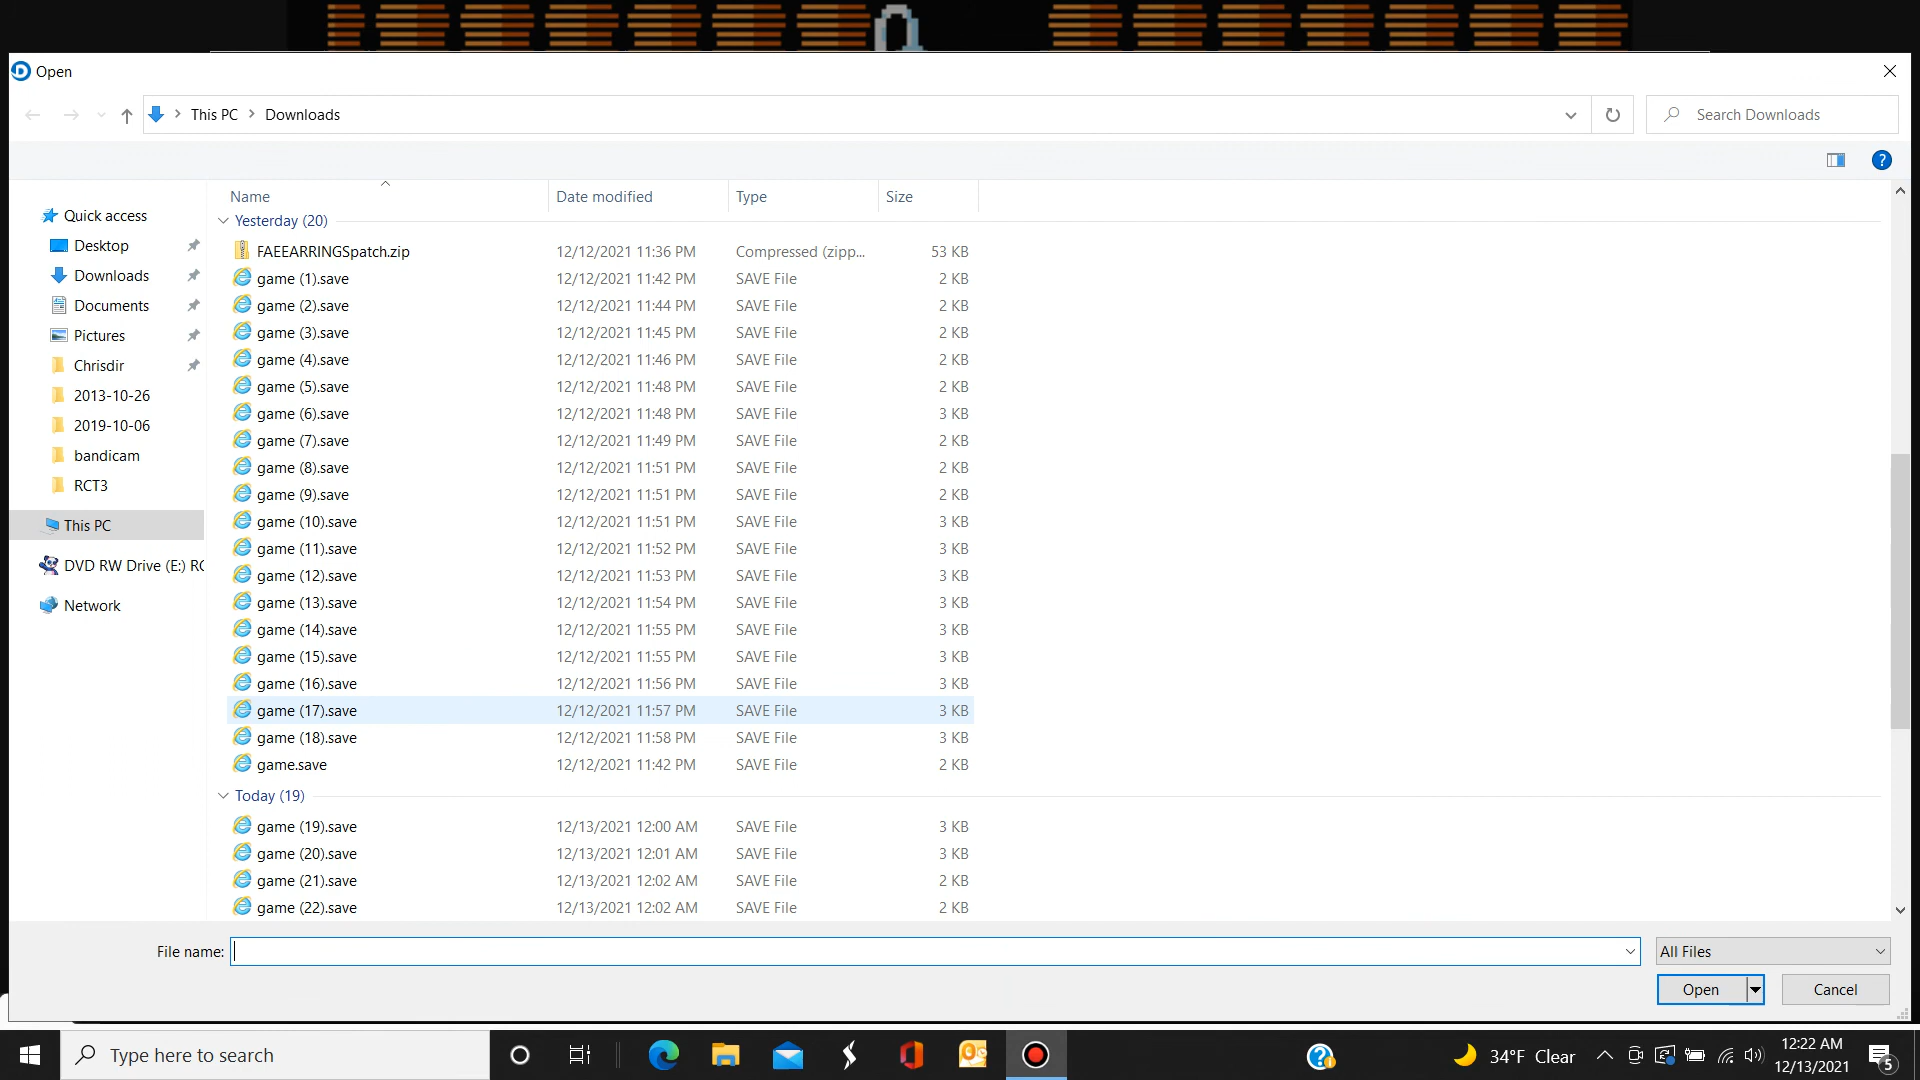 Open
This PC > Downloads
Search Downloads
Name Date modified Type Size
Quick access
Desktop
Downloads
Documents
Pictures
Chrisdir
2013-10-26
2019-10-06
bandicam
RCT3
This PC
DVD RW Drive (E:) RC
Network
Yesterday (20)
FAEEARRINGSpatch.zip 12/12/2021 11:36 PM Compressed (zipp... 53 KB
game (1).save 12/12/2021 11:42 PM SAVE File 2 KB
game (2).save 12/12/2021 11:44 PM SAVE File 2 KB
game (3).save 12/12/2021 11:45 PM SAVE File 2 KB
game (4).save 12/12/2021 11:46 PM SAVE File 2 KB
game (5).save 12/12/2021 11:48 PM SAVE File 2 KB
game (6).save 12/12/2021 11:48 PM SAVE File 3 KB
game (7).save 12/12/2021 11:49 PM SAVE File 2 KB
game (8).save 12/12/2021 11:51 PM SAVE File 2 KB
game (9).save 12/12/2021 11:51 PM SAVE File 2 KB
game (10).save 12/12/2021 11:51 PM SAVE File 3 KB
game (11).save 12/12/2021 11:52 PM SAVE File 3 KB
game (12).save 12/12/2021 11:53 PM SAVE File 3 KB
game (13).save 12/12/2021 11:54 PM SAVE File 3 KB
game (14).save 12/12/2021 11:55 PM SAVE File 3 KB
game (15).save 12/12/2021 11:55 PM SAVE File 3 KB
game (16).save 12/12/2021 11:56 PM SAVE File 3 KB
game (17).save 12/12/2021 11:57 PM SAVE File 3 KB
game (18).save 12/12/2021 11:58 PM SAVE File 3 KB
game.save 12/12/2021 11:42 PM SAVE File 2 KB
Today (19)
game (19).save 12/13/2021 12:00 AM SAVE File 3 KB
game (20).save 12/13/2021 12:01 AM SAVE File 3 KB
game (21).save 12/13/2021 12:02 AM SAVE File 2 KB
game (22).save 12/13/2021 12:02 AM SAVE File 2 KB
File name:
All Files
Open
Cancel
Type here to search
34°F Clear
12:22 AM
12/13/2021
5